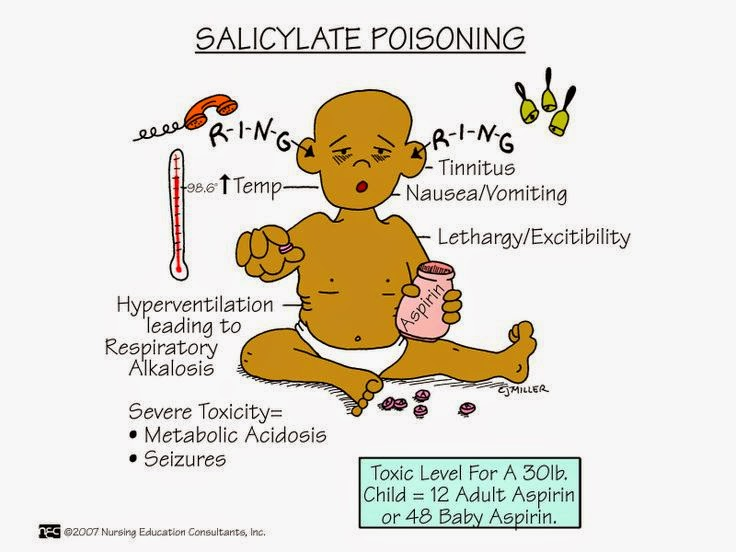 SALICYLATE POISONING
R-I-N-G
R-I-N-G
Tinnitus
98.6° ↑ Temp
Nausea/Vomiting
Lethargy/Excitibility
Aspirin
Hyperventilation
leading to
Respiratory
Alkalosis
CJMILLER
Severe Toxicity=
• Metabolic Acidosis
• Seizures
Toxic Level For A 30lb.
Child = 12 Adult Aspirin
or 48 Baby Aspirin.
nec ©2007 Nursing Education Consultants, Inc.